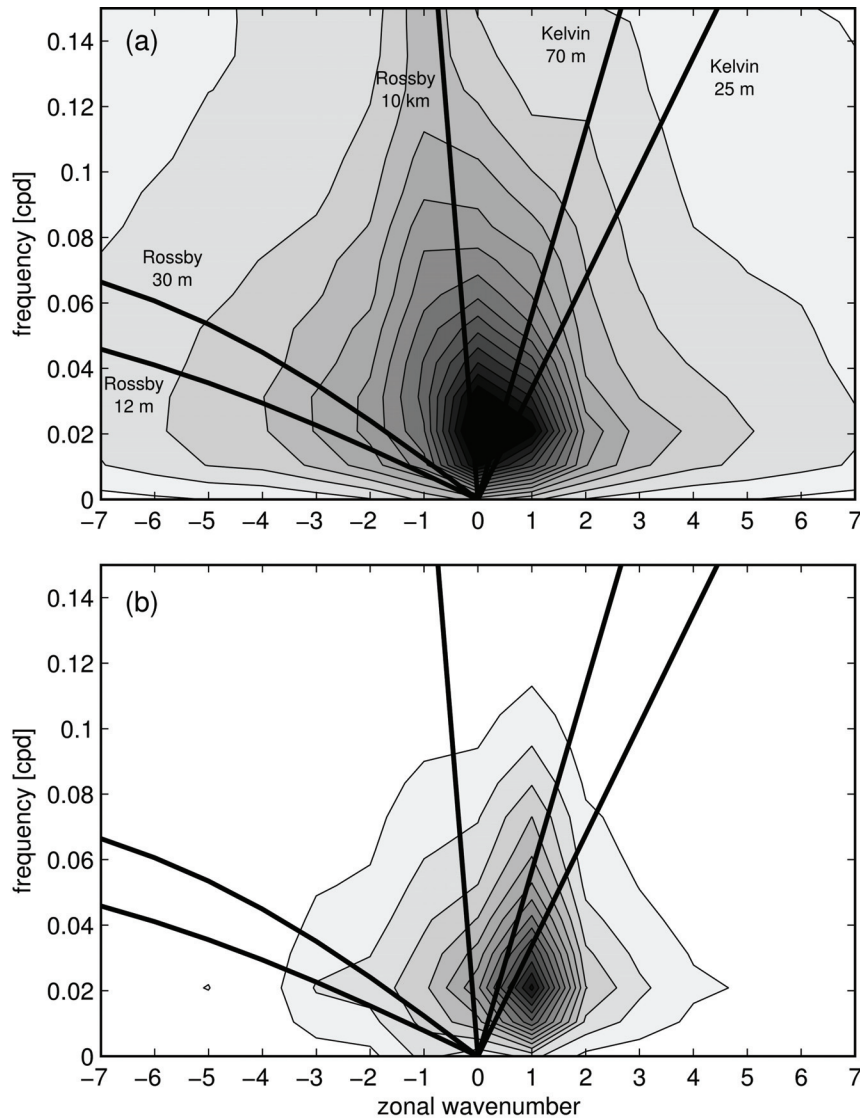 (a)
Rossby
10 km
Kelvin
70 m
Kelvin
25 m
Rossby
30 m
Rossby
12 m
frequency [cpd]
0.14
0.12
0.1
0.08
0.06
0.04
0.02
0
−7 −6 −5 −4 −3 −2 −1 0 1 2 3 4 5 6 7
(b)
frequency [cpd]
0.14
0.12
0.1
0.08
0.06
0.04
0.02
0
−7 −6 −5 −4 −3 −2 −1 0 1 2 3 4 5 6 7
zonal wavenumber